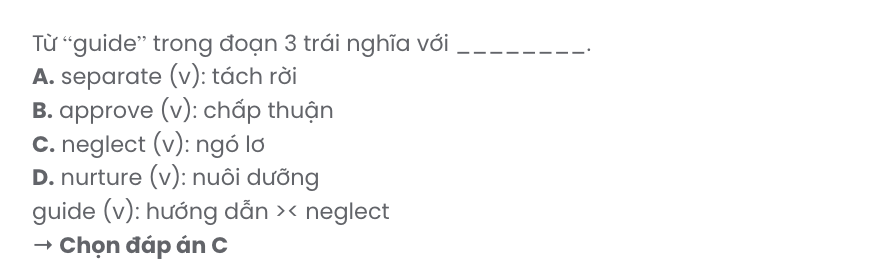 Từ “guide” trong đoạn 3 trái nghĩa với ________.
A. separate (v): tách rời
B. approve (v): chấp thuận
C. neglect (v): ngó lơ
D. nurture (v): nuôi dưỡng
guide (v): hướng dẫn >< neglect
→ Chọn đáp án C